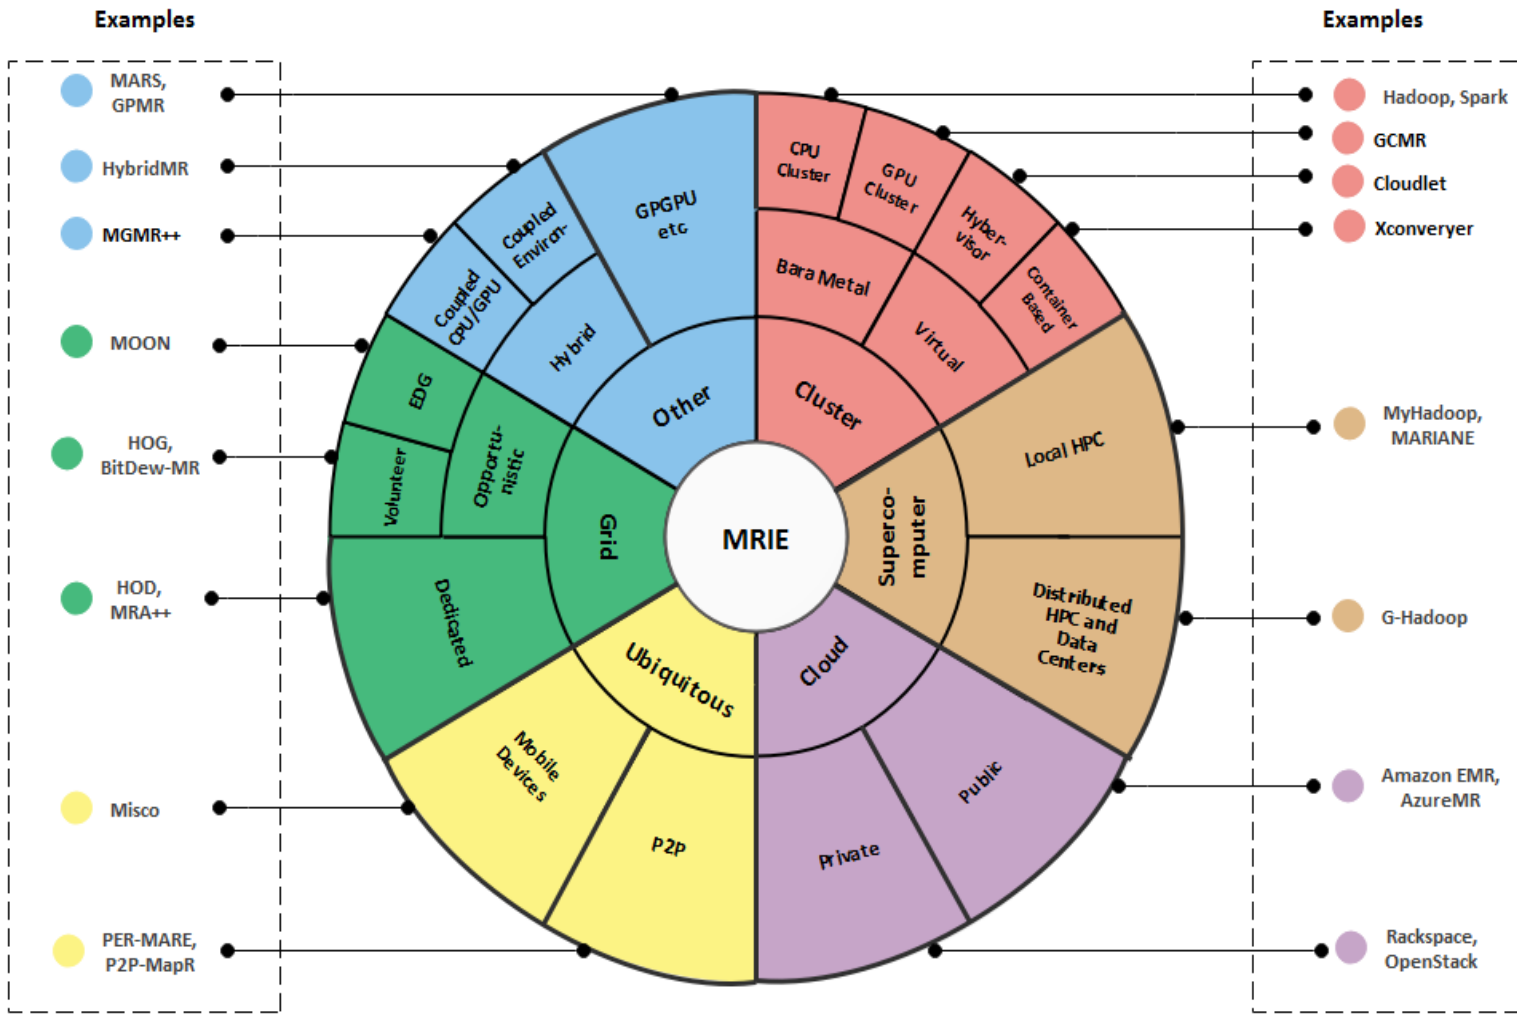 Examples
MARS,
GPMR
HybridMR
MGMR++
MOON
HOG,
BitDew-MR
HOD,
MRA++
Misco
PER-MARE,
P2P-MapR
GPGPU
etc
Coupled
Environ-
Coupled
CPU/GPU
Hybrid
Other
EDG
Volunteer
Opportu-
nistic
Grid
Dedicated
Ubiquitous
Mobile
Devices
P2P
MRIE
CPU
Cluster
GPU
Cluster
Hyber-
visor
Container
Based
Bara Metal
Virtual
Cluster
Local HPC
Superco-
mputer
Distributed
HPC and
Data
Centers
Cloud
Public
Private
Examples
Hadoop, Spark
GCMR
Cloudlet
Xconveryer
MyHadoop,
MARIANE
G-Hadoop
Amazon EMR,
AzureMR
Rackspace,
OpenStack